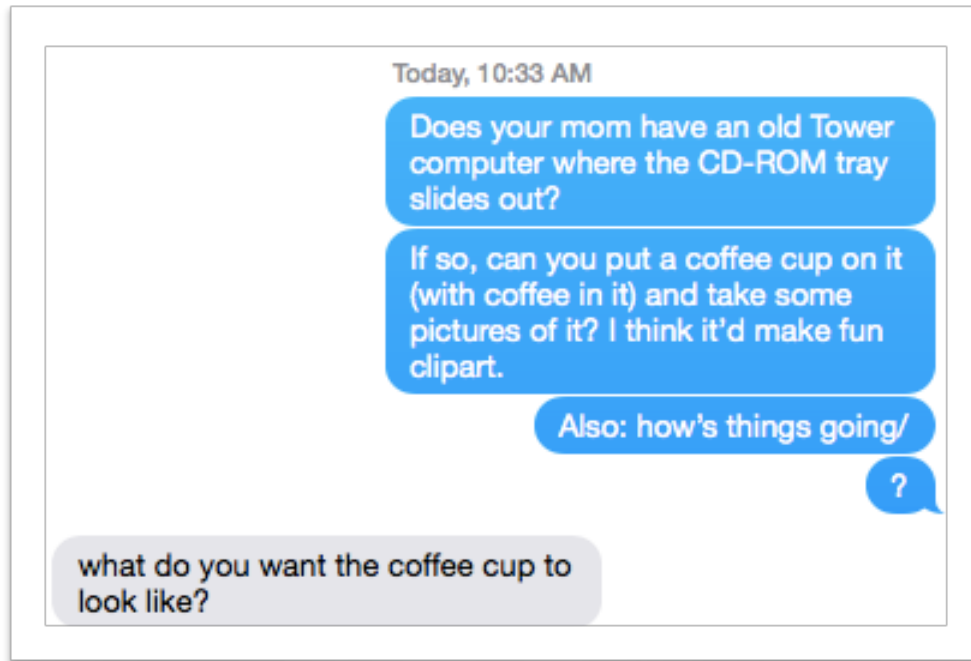 Today, 10:33 AM
Does your mom have an old Tower
computer where the CD-ROM tray
slides out?
If so, can you put a coffee cup on it
(with coffee in it) and take some
pictures of it? I think it’d make fun
clipart.
Also: how’s things going/
?
what do you want the coffee cup to
look like?